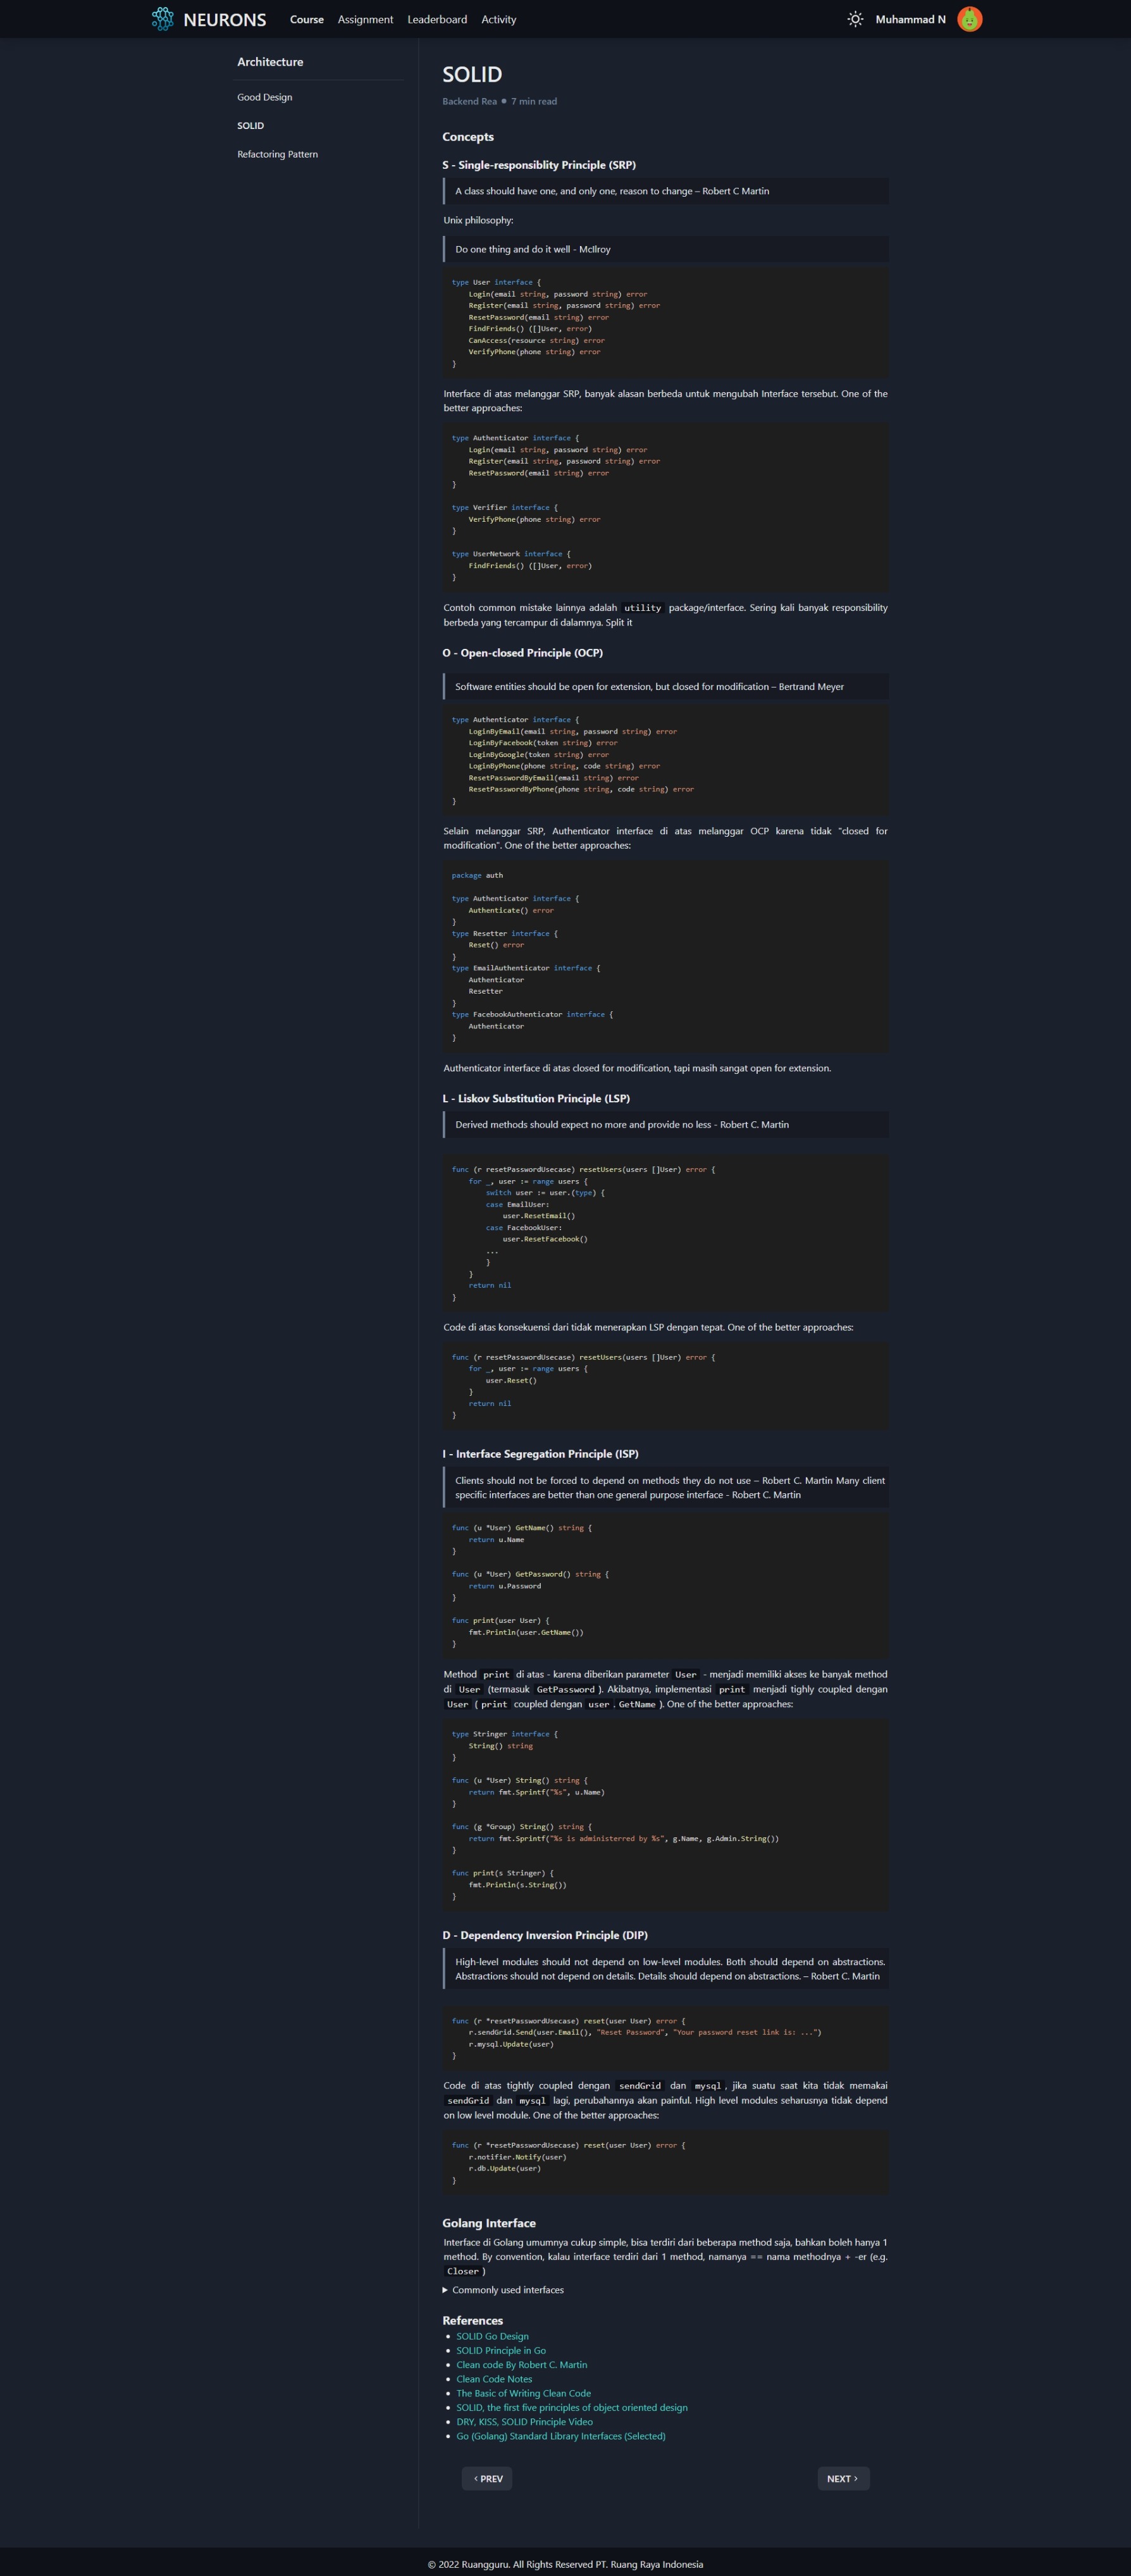 NEURONS Course Assignment Leaderboard Activity
Muhammad N
Architecture
Good Design
SOLID
Refactoring Pattern
SOLID
Backend Rea ● 7 min read
Concepts
S - Single-responsiblity Principle (SRP)
A class should have one, and only one, reason to change – Robert C Martin
Unix philosophy:
Do one thing and do it well - McIlroy
type User interface {
    Login(email string, password string) error
    Register(email string, password string) error
    ResetPassword(email string) error
    FindFriends() ([]User, error)
    CanAccess(resource string) error
    VerifyPhone(phone string) error
}
Interface di atas melanggar SRP, banyak alasan berbeda untuk mengubah Interface tersebut. One of the
better approaches:
type Authenticator interface {
    Login(email string, password string) error
    Register(email string, password string) error
    ResetPassword(email string) error
}
type Verifier interface {
    VerifyPhone(phone string) error
}
type UserNetwork interface {
    FindFriends() ([]User, error)
}
Contoh common mistake lainnya adalah utility package/interface. Sering kali banyak responsibility
berbeda yang tercampur di dalamnya. Split it
O - Open-closed Principle (OCP)
Software entities should be open for extension, but closed for modification – Bertrand Meyer
type Authenticator interface {
    LoginByEmail(email string, password string) error
    LoginByFacebook(token string) error
    LoginByGoogle(token string) error
    LoginByPhone(phone string, code string) error
    ResetPasswordByEmail(email string) error
    ResetPasswordByPhone(phone string, code string) error
}
Selain melanggar SRP, Authenticator interface di atas melanggar OCP karena tidak "closed for
modification". One of the better approaches:
package auth
type Authenticator interface {
    Authenticate() error
}
type Resetter interface {
    Reset() error
}
type EmailAuthenticator interface {
    Authenticator
    Resetter
}
type FacebookAuthenticator interface {
    Authenticator
}
Authenticator interface di atas closed for modification, tapi masih sangat open for extension.
L - Liskov Substitution Principle (LSP)
Derived methods should expect no more and provide no less - Robert C. Martin
func (r resetPasswordUsecase) resetUsers(users []User) error {
    for _, user := range users {
        switch user := user.(type) {
        case EmailUser:
            user.ResetEmail()
        case FacebookUser:
            user.ResetFacebook()
        ...
        }
    }
    return nil
}
Code di atas konsekuensi dari tidak menerapkan LSP dengan tepat. One of the better approaches:
func (r resetPasswordUsecase) resetUsers(users []User) error {
    for _, user := range users {
        user.Reset()
    }
    return nil
}
I - Interface Segregation Principle (ISP)
Clients should not be forced to depend on methods they do not use – Robert C. Martin Many client
specific interfaces are better than one general purpose interface - Robert C. Martin
func (u *User) GetName() string {
    return u.Name
}
func (u *User) GetPassword() string {
    return u.Password
}
func print(user User) {
    fmt.Println(user.GetName())
}
Method print di atas - karena diberikan parameter User - menjadi memiliki akses ke banyak method
di User (termasuk GetPassword). Akibatnya, implementasi print menjadi tighly coupled dengan
User (print coupled dengan user.GetName). One of the better approaches:
type Stringer interface {
    String() string
}
func (u *User) String() string {
    return fmt.Sprintf("%s", u.Name)
}
func (g *Group) String() string {
    return fmt.Sprintf("%s is administerred by %s", g.Name, g.Admin.String())
}
func print(s Stringer) {
    fmt.Println(s.String())
}
D - Dependency Inversion Principle (DIP)
High-level modules should not depend on low-level modules. Both should depend on abstractions.
Abstractions should not depend on details. Details should depend on abstractions. – Robert C. Martin
func (r *resetPasswordUsecase) reset(user User) error {
    r.sendGrid.Send(user.Email(), "Reset Password", "Your password reset link is: ...")
    r.mysql.Update(user)
}
Code di atas tightly coupled dengan sendGrid dan mysql, jika suatu saat kita tidak memakai
sendGrid dan mysql lagi, perubahannya akan painful. High level modules seharusnya tidak depend
on low level module. One of the better approaches:
func (r *resetPasswordUsecase) reset(user User) error {
    r.notifier.Notify(user)
    r.db.Update(user)
}
Golang Interface
Interface di Golang umumnya cukup simple, bisa terdiri dari beberapa method saja, bahkan boleh hanya 1
method. By convention, kalau interface terdiri dari 1 method, namanya == nama methodnya + -er (e.g.
Closer)
▶ Commonly used interfaces
References
• SOLID Go Design
• SOLID Principle in Go
• Clean code By Robert C. Martin
• Clean Code Notes
• The Basic of Writing Clean Code
• SOLID, the first five principles of object oriented design
• DRY, KISS, SOLID Principle Video
• Go (Golang) Standard Library Interfaces (Selected)
‹ PREV
NEXT ›
© 2022 Ruangguru. All Rights Reserved PT. Ruang Raya Indonesia